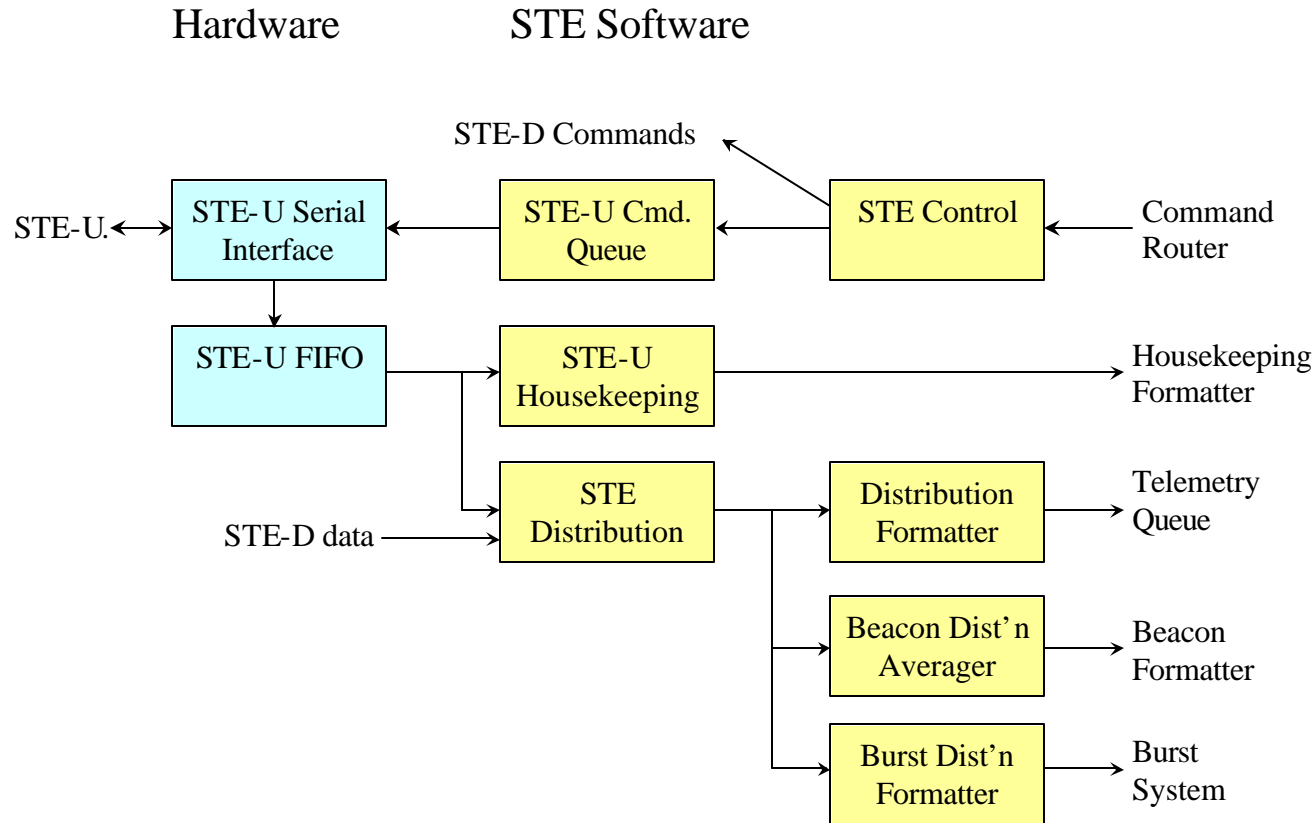 Hardware
STE Software
STE-D Commands
STE-U.
STE-U Serial
Interface
STE-U Cmd.
Queue
STE Control
Command
Router
STE-U FIFO
STE-U
Housekeeping
Housekeeping
Formatter
STE-D data
STE
Distribution
Distribution
Formatter
Telemetry
Queue
Beacon Dist'n
Averager
Beacon
Formatter
Burst Dist'n
Formatter
Burst
System